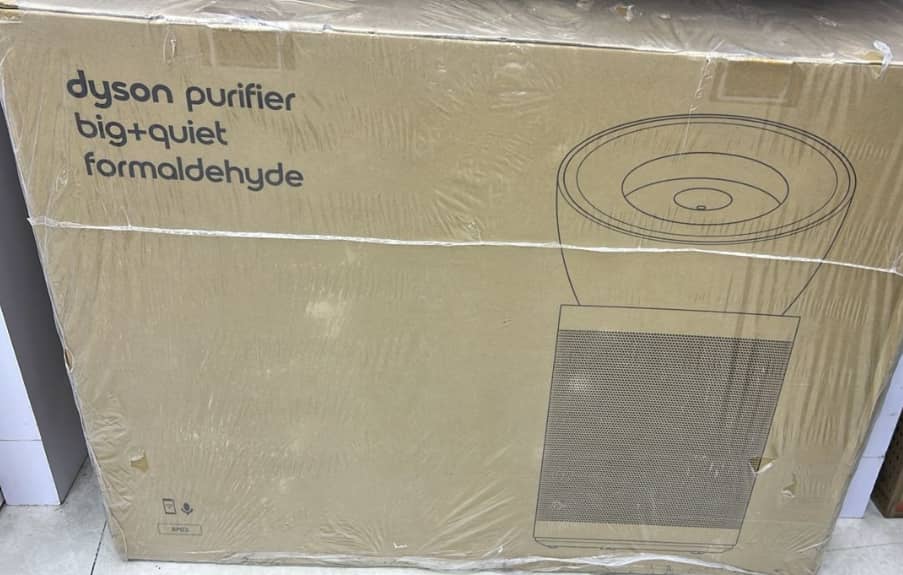 dyson purifier
big+quiet
formaldehyde